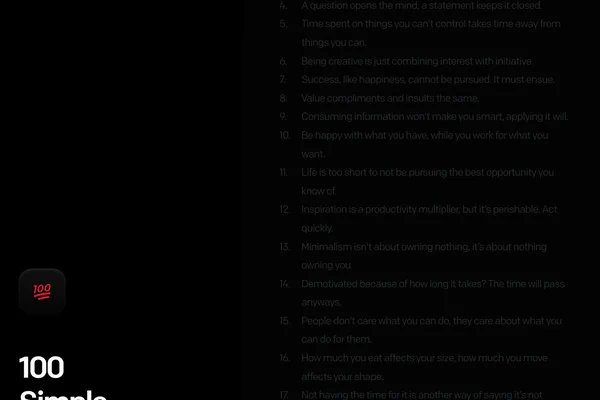 4. A question opens the mind, a statement keeps it closed.
5. Time spent on things you can't control takes time away from
things you can.
6. Being creative is just combining interest with initiative.
7. Success, like happiness, cannot be pursued. It must ensue.
8. Value compliments and insults the same.
9. Consuming information won't make you smart, applying it will.
10. Be happy with what you have, while you work for what you
want.
11. Life is too short to not be pursuing the best opportunity you
know of.
12. Inspiration is a productivity multiplier, but it's perishable. Act
quickly.
13. Minimalism isn't about owning nothing, it's about nothing
owning you.
14. Demotivated because of how long it takes? The time will pass
anyways.
15. People don't care what you can do, they care about what you
can do for them.
16. How much you eat affects your size, how much you move
affects your shape.
17. Not having the time for it is another way of saying it's not
100
100
Simple